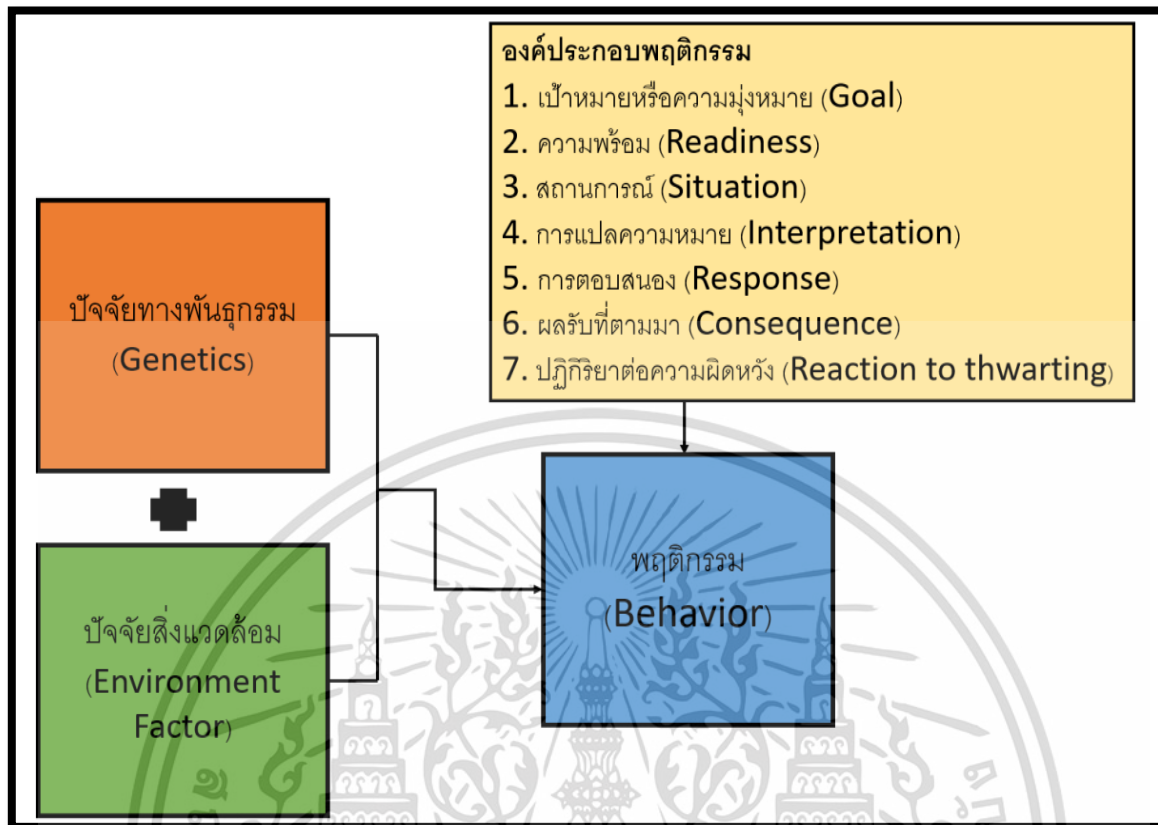 องค์ประกอบพฤติกรรม
1. เป้าหมายหรือความมุ่งหมาย (Goal)
2. ความพร้อม (Readiness)
3. สถานการณ์ (Situation)
4. การแปลความหมาย (Interpretation)
5. การตอบสนอง (Response)
6. ผลรับที่ตามมา (Consequence)
7. ปฏิกิริยาต่อความผิดหวัง (Reaction to thwarting)
ปัจจัยทางพันธุกรรม
(Genetics)
ปัจจัยสิ่งแวดล้อม
(Environment
Factor)
พฤติกรรม
(Behavior)